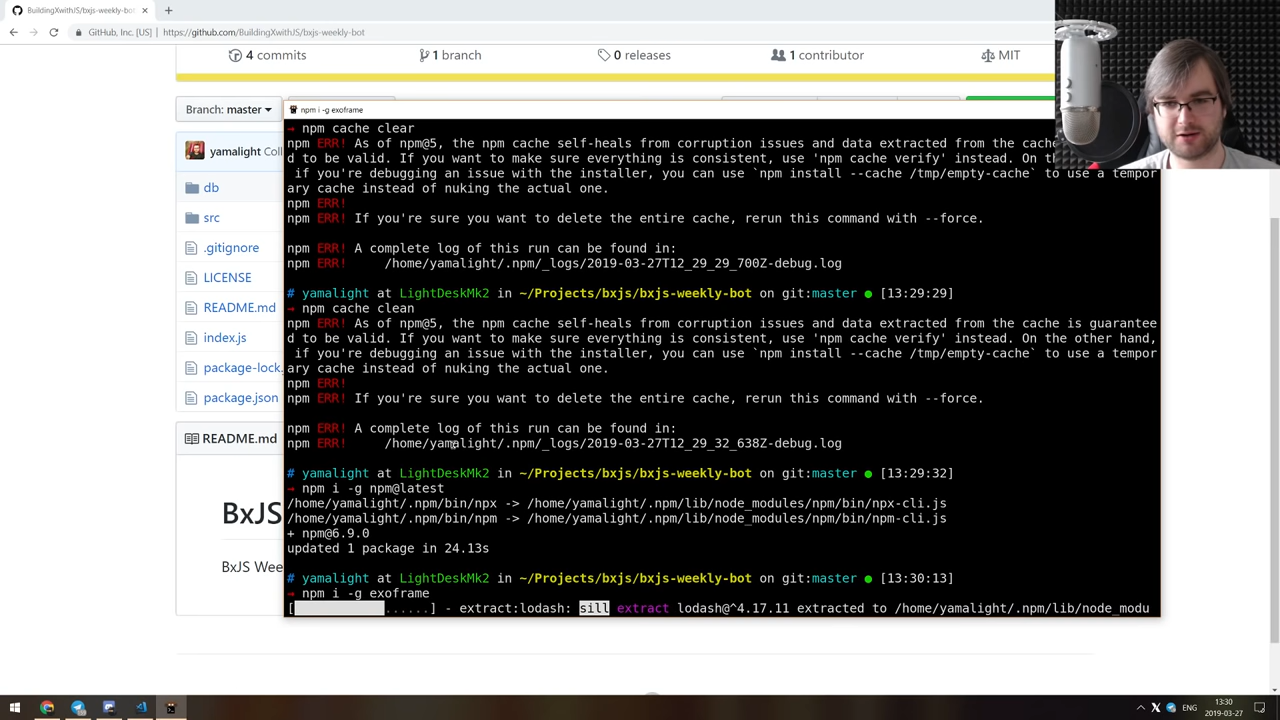 BuildingXwithJS/bxjs-weekly-bot
GitHub, Inc. [US] | https://github.com/BuildingXwithJS/bxjs-weekly-bot
4 commits
1 branch
0 releases
1 contributor
MIT
Branch: master
npm i -g exoframe
yamalight Coll
db
src
.gitignore
LICENSE
README.md
index.js
package-lock.
package.json
README.md
BxJS
BxJS Wee
→ npm cache clear
npm ERR! As of npm@5, the npm cache self-heals from corruption issues and data extracted from the cache
d to be valid. If you want to make sure everything is consistent, use 'npm cache verify' instead. On the
if you're debugging an issue with the installer, you can use `npm install --cache /tmp/empty-cache` to use a tempor
ary cache instead of nuking the actual one.
npm ERR!
npm ERR! If you're sure you want to delete the entire cache, rerun this command with --force.
npm ERR! A complete log of this run can be found in:
npm ERR!     /home/yamalight/.npm/_logs/2019-03-27T12_29_29_700Z-debug.log
# yamalight at LightDeskMk2 in ~/Projects/bxjs/bxjs-weekly-bot on git:master ● [13:29:29]
→ npm cache clean
npm ERR! As of npm@5, the npm cache self-heals from corruption issues and data extracted from the cache is guarantee
d to be valid. If you want to make sure everything is consistent, use 'npm cache verify' instead. On the other hand,
if you're debugging an issue with the installer, you can use `npm install --cache /tmp/empty-cache` to use a tempor
ary cache instead of nuking the actual one.
npm ERR!
npm ERR! If you're sure you want to delete the entire cache, rerun this command with --force.
npm ERR! A complete log of this run can be found in:
npm ERR!     /home/yamalight/.npm/_logs/2019-03-27T12_29_32_638Z-debug.log
# yamalight at LightDeskMk2 in ~/Projects/bxjs/bxjs-weekly-bot on git:master ● [13:29:32]
→ npm i -g npm@latest
/home/yamalight/.npm/bin/npx -> /home/yamalight/.npm/lib/node_modules/npm/bin/npx-cli.js
/home/yamalight/.npm/bin/npm -> /home/yamalight/.npm/lib/node_modules/npm/bin/npm-cli.js
+ npm@6.9.0
updated 1 package in 24.13s
# yamalight at LightDeskMk2 in ~/Projects/bxjs/bxjs-weekly-bot on git:master ● [13:30:13]
→ npm i -g exoframe
[ ......] - extract:lodash: sill extract lodash@^4.17.11 extracted to /home/yamalight/.npm/lib/node_modu
ENG
13:30
2019-03-27